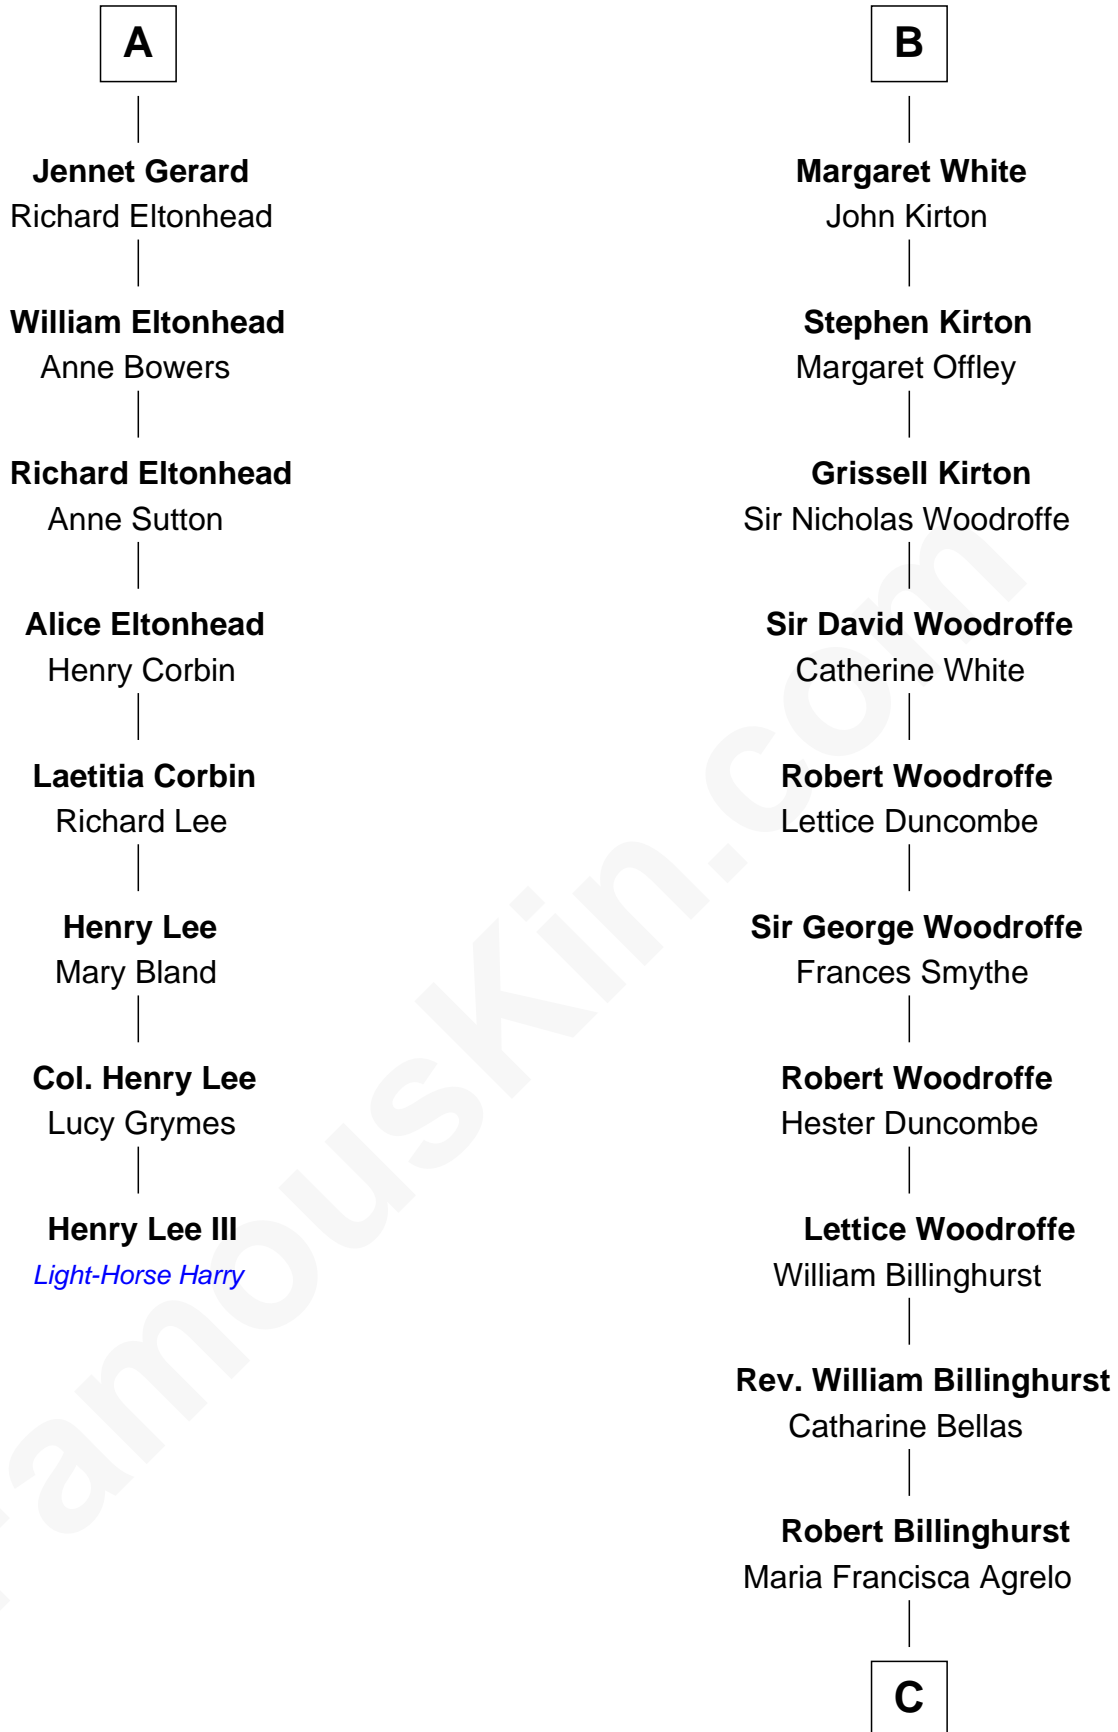 A
Jennet Gerard
Richard Eltonhead
William Eltonhead
Anne Bowers
Richard Eltonhead
Anne Sutton
Alice Eltonhead
Henry Corbin
Laetitia Corbin
Richard Lee
Henry Lee
Mary Bland
Col. Henry Lee
Lucy Grymes
Henry Lee III
Light-Horse Harry
B
Margaret White
John Kirton
Stephen Kirton
Margaret Offley
Grissell Kirton
Sir Nicholas Woodroffe
Sir David Woodroffe
Catherine White
Robert Woodroffe
Lettice Duncombe
Sir George Woodroffe
Frances Smythe
Robert Woodroffe
Hester Duncombe
Lettice Woodroffe
William Billinghurst
Rev. William Billinghurst
Catharine Bellas
Robert Billinghurst
Maria Francisca Agrelo
C
FamousKin.com